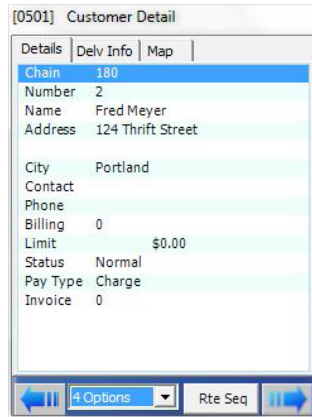 [0501] Customer Detail
Details Delv Info Map
Chain 180
Number 2
Name Fred Meyer
Address 124 Thrift Street
City Portland
Contact
Phone
Billing 0
Limit $0.00
Status Normal
Pay Type Charge
Invoice 0
4 Options Rte Seq